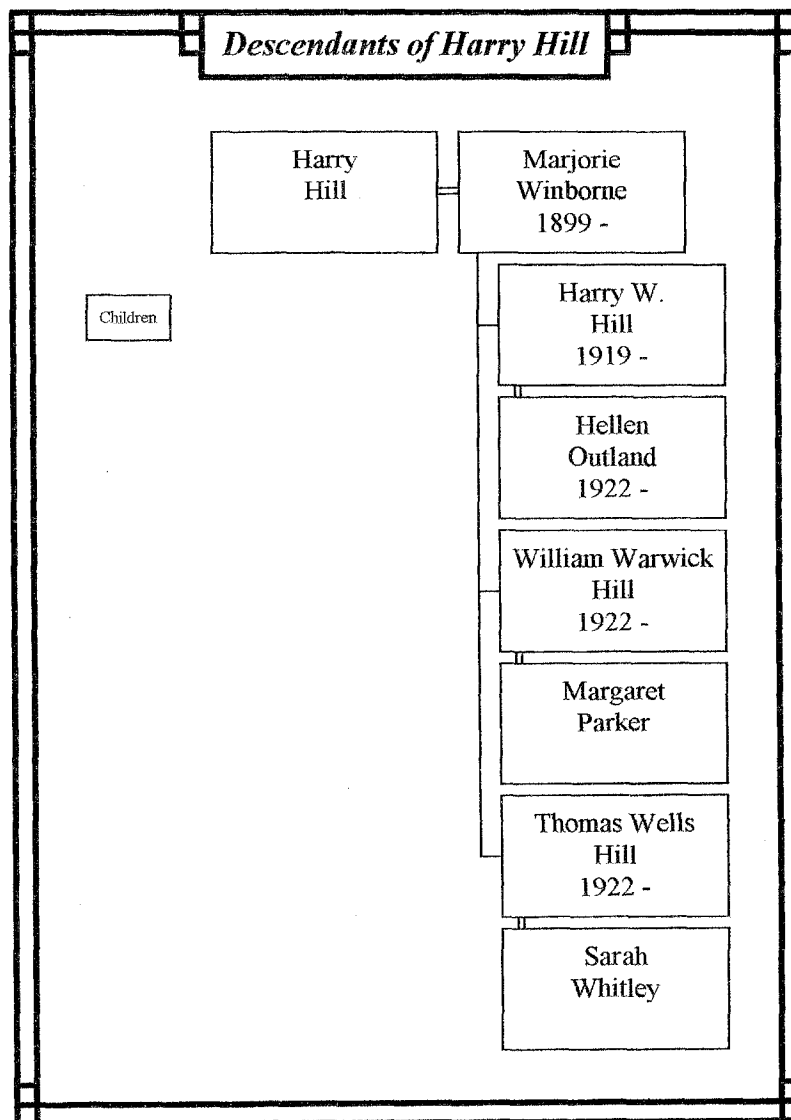 Descendants of Harry Hill
Harry
Hill
Marjorie
Winborne
1899 -
Children
Harry W.
Hill
1919 -
Hellen
Outland
1922 -
William Warwick
Hill
1922 -
Margaret
Parker
Thomas Wells
Hill
1922 -
Sarah
Whitley